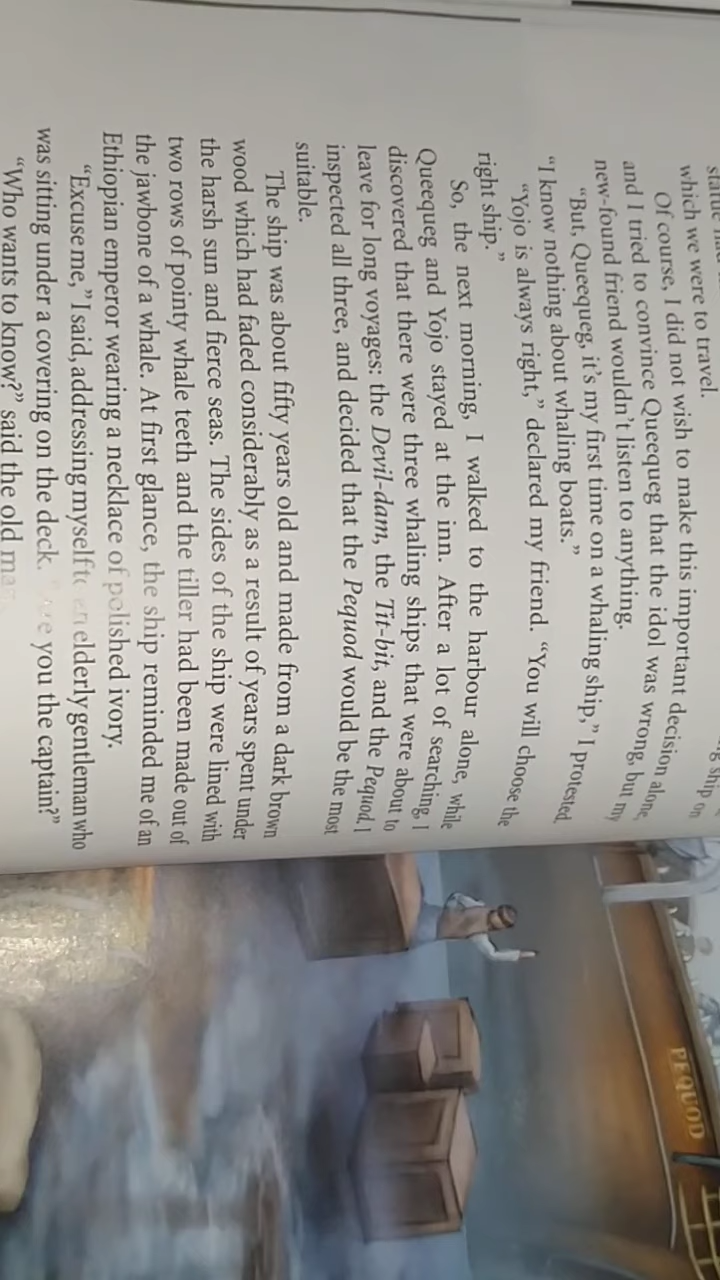 which we were to travel.
Of course, I did not wish to make this important decision alone,
and I tried to convince Queequeg that the idol was wrong, but my
new-found friend wouldn't listen to anything.
“But, Queequeg, it's my first time on a whaling ship,” I protested.
“I know nothing about whaling boats.”
“Yojo is always right,” declared my friend. “You will choose the
right ship.”
So, the next morning, I walked to the harbour alone, while
Queequeg and Yojo stayed at the inn. After a lot of searching, I
discovered that there were three whaling ships that were about to
leave for long voyages: the Devil-dam, the Tit-bit, and the Pequod. I
inspected all three, and decided that the Pequod would be the most
suitable.
The ship was about fifty years old and made from a dark brown
wood which had faded considerably as a result of years spent under
the harsh sun and fierce seas. The sides of the ship were lined with
two rows of pointy whale teeth and the tiller had been made out of
the jawbone of a whale. At first glance, the ship reminded me of an
Ethiopian emperor wearing a necklace of polished ivory.
“Excuse me,” I said, addressing myself to an elderly gentleman who
was sitting under a covering on the deck. you the captain?”
“Who wants to know?” said the old
ship on
PEQUOD